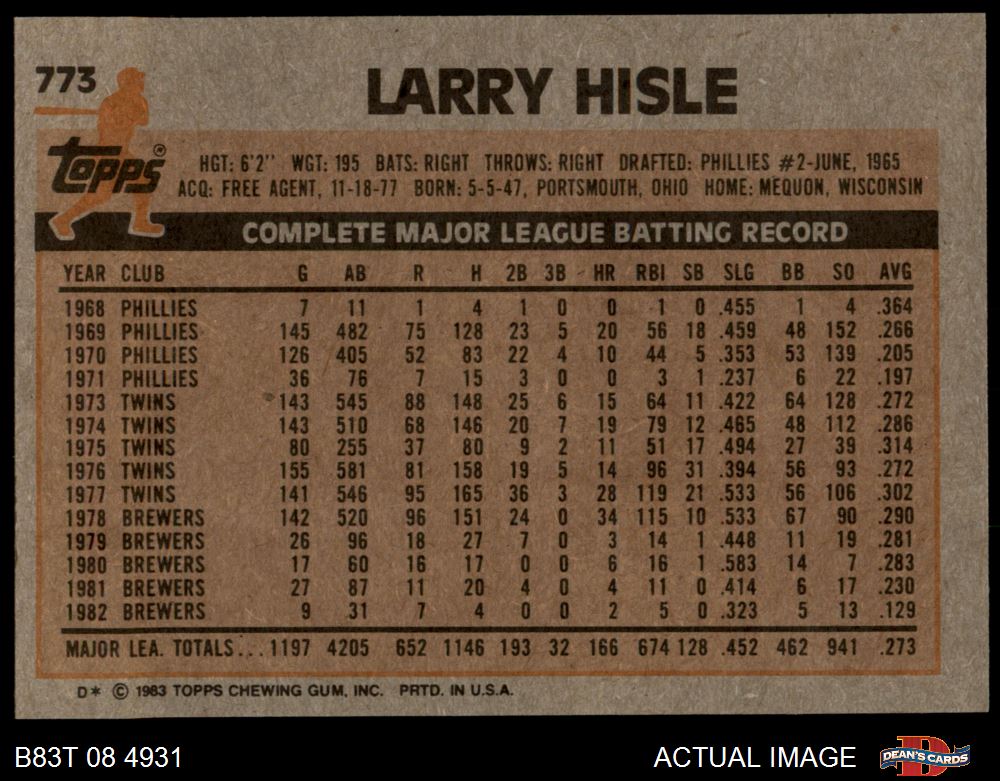 773
LARRY HISLE
topps®
HGT: 6'2" WGT: 195 BATS: RIGHT THROWS: RIGHT DRAFTED: PHILLIES #2-JUNE, 1965
ACQ: FREE AGENT, 11-18-77 BORN: 5-5-47, PORTSMOUTH, OHIO HOME: MEQUON, WISCONSIN
COMPLETE MAJOR LEAGUE BATTING RECORD
YEAR CLUB G AB R H 2B 3B HR RBI SB SLG BB SO AVG
1968 PHILLIES 7 11 1 4 1 0 0 1 0 .455 1 4 .364
1969 PHILLIES 145 482 75 128 23 5 20 56 18 .459 48 152 .266
1970 PHILLIES 126 405 52 83 22 4 10 44 5 .353 53 139 .205
1971 PHILLIES 36 76 7 15 3 0 0 3 1 .237 6 22 .197
1973 TWINS 143 545 88 148 25 6 15 64 11 .422 64 128 .272
1974 TWINS 143 510 68 146 20 7 19 79 12 .465 48 112 .286
1975 TWINS 80 255 37 80 9 2 11 51 17 .494 27 39 .314
1976 TWINS 155 581 81 158 19 5 14 96 31 .394 56 93 .272
1977 TWINS 141 546 95 165 36 3 28 119 21 .533 56 106 .302
1978 BREWERS 142 520 96 151 24 0 34 115 10 .533 67 90 .290
1979 BREWERS 26 96 18 27 7 0 3 14 1 .448 11 19 .281
1980 BREWERS 17 60 16 17 0 0 6 16 1 .583 14 7 .283
1981 BREWERS 27 87 11 20 4 0 4 11 0 .414 6 17 .230
1982 BREWERS 9 31 7 4 0 0 2 5 0 .323 5 13 .129
MAJOR LEA. TOTALS... 1197 4205 652 1146 193 32 166 674 128 .452 462 941 .273
D* © 1983 TOPPS CHEWING GUM, INC. PRTD. IN U.S.A.
B83T 08 4931
ACTUAL IMAGE
DEAN'S CARDS